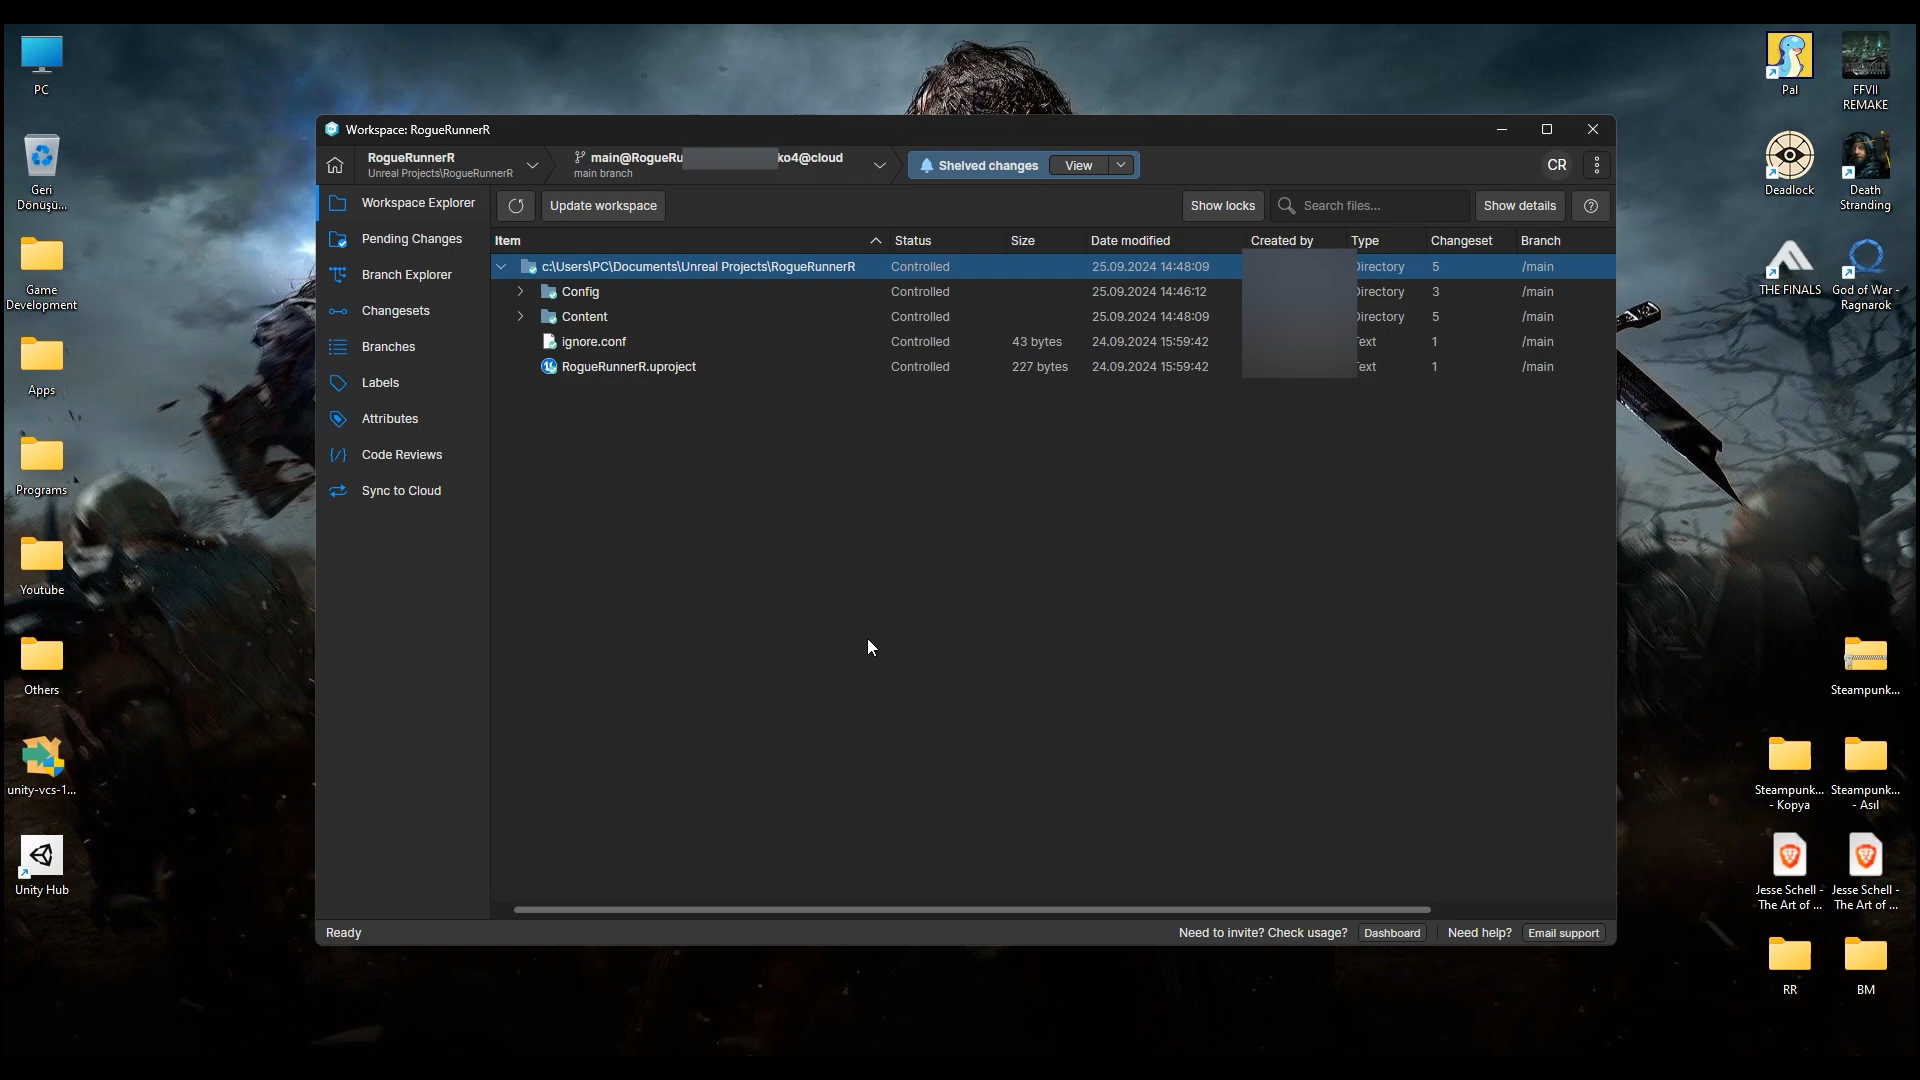 PC
Geri
Dönüşü...
Game
Development
Apps
Programs
Youtube
Others
unity-vcs-1...
Unity Hub
Workspace: RogueRunnerR
RogueRunnerR
Unreal Projects\RogueRunnerR
main@RogueRu ko4@cloud
main branch
Shelved changes View
CR
Workspace Explorer
Pending Changes
Branch Explorer
Changesets
Branches
Labels
Attributes
Code Reviews
Sync to Cloud
Update workspace Show locks Search files... Show details
Item Status Size Date modified Created by Type Changeset Branch
c:\Users\PC\Documents\Unreal Projects\RogueRunnerR Controlled 25.09.2024 14:48:09 Directory 5 /main
Config Controlled 25.09.2024 14:46:12 Directory 3 /main
Content Controlled 25.09.2024 14:48:09 Directory 5 /main
ignore.conf Controlled 43 bytes 24.09.2024 15:59:42 Text 1 /main
RogueRunnerR.uproject Controlled 227 bytes 24.09.2024 15:59:42 Text 1 /main
Ready
Need to invite? Check usage? Dashboard Need help? Email support
Pal
FFVII
REMAKE
Deadlock
Death
Stranding
THE FINALS
God of War -
Ragnarok
Steampunk...
Steampunk...
- Kopya
Steampunk...
- Asıl
Jesse Schell -
The Art of ...
Jesse Schell -
The Art of ...
RR
BM